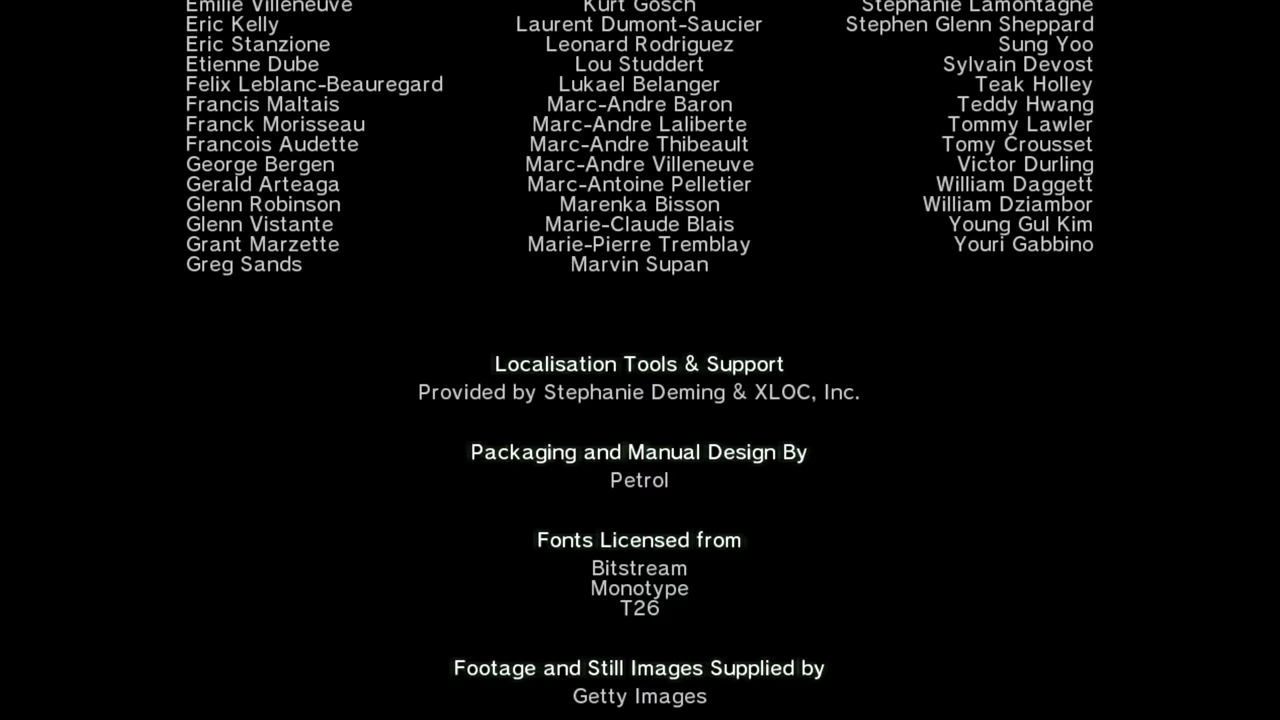 Emilie Villeneuve Kurt Gosch Stephanie Lamontagne
Eric Kelly Laurent Dumont-Saucier Stephen Glenn Sheppard
Eric Stanzione Leonard Rodriguez Sung Yoo
Etienne Dube Lou Studdert Sylvain Devost
Felix Leblanc-Beauregard Lukael Belanger Teak Holley
Francis Maltais Marc-Andre Baron Teddy Hwang
Franck Morisseau Marc-Andre Laliberte Tommy Lawler
Francois Audette Marc-Andre Thibeault Tomy Crousset
George Bergen Marc-Andre Villeneuve Victor Durling
Gerald Arteaga Marc-Antoine Pelletier William Daggett
Glenn Robinson Marenka Bisson William Dziambor
Glenn Vistante Marie-Claude Blais Young Gul Kim
Grant Marzette Marie-Pierre Tremblay Youri Gabbino
Greg Sands Marvin Supan
Localisation Tools & Support
Provided by Stephanie Deming & XLOC, Inc.
Packaging and Manual Design By
Petrol
Fonts Licensed from
Bitstream
Monotype
T26
Footage and Still Images Supplied by
Getty Images